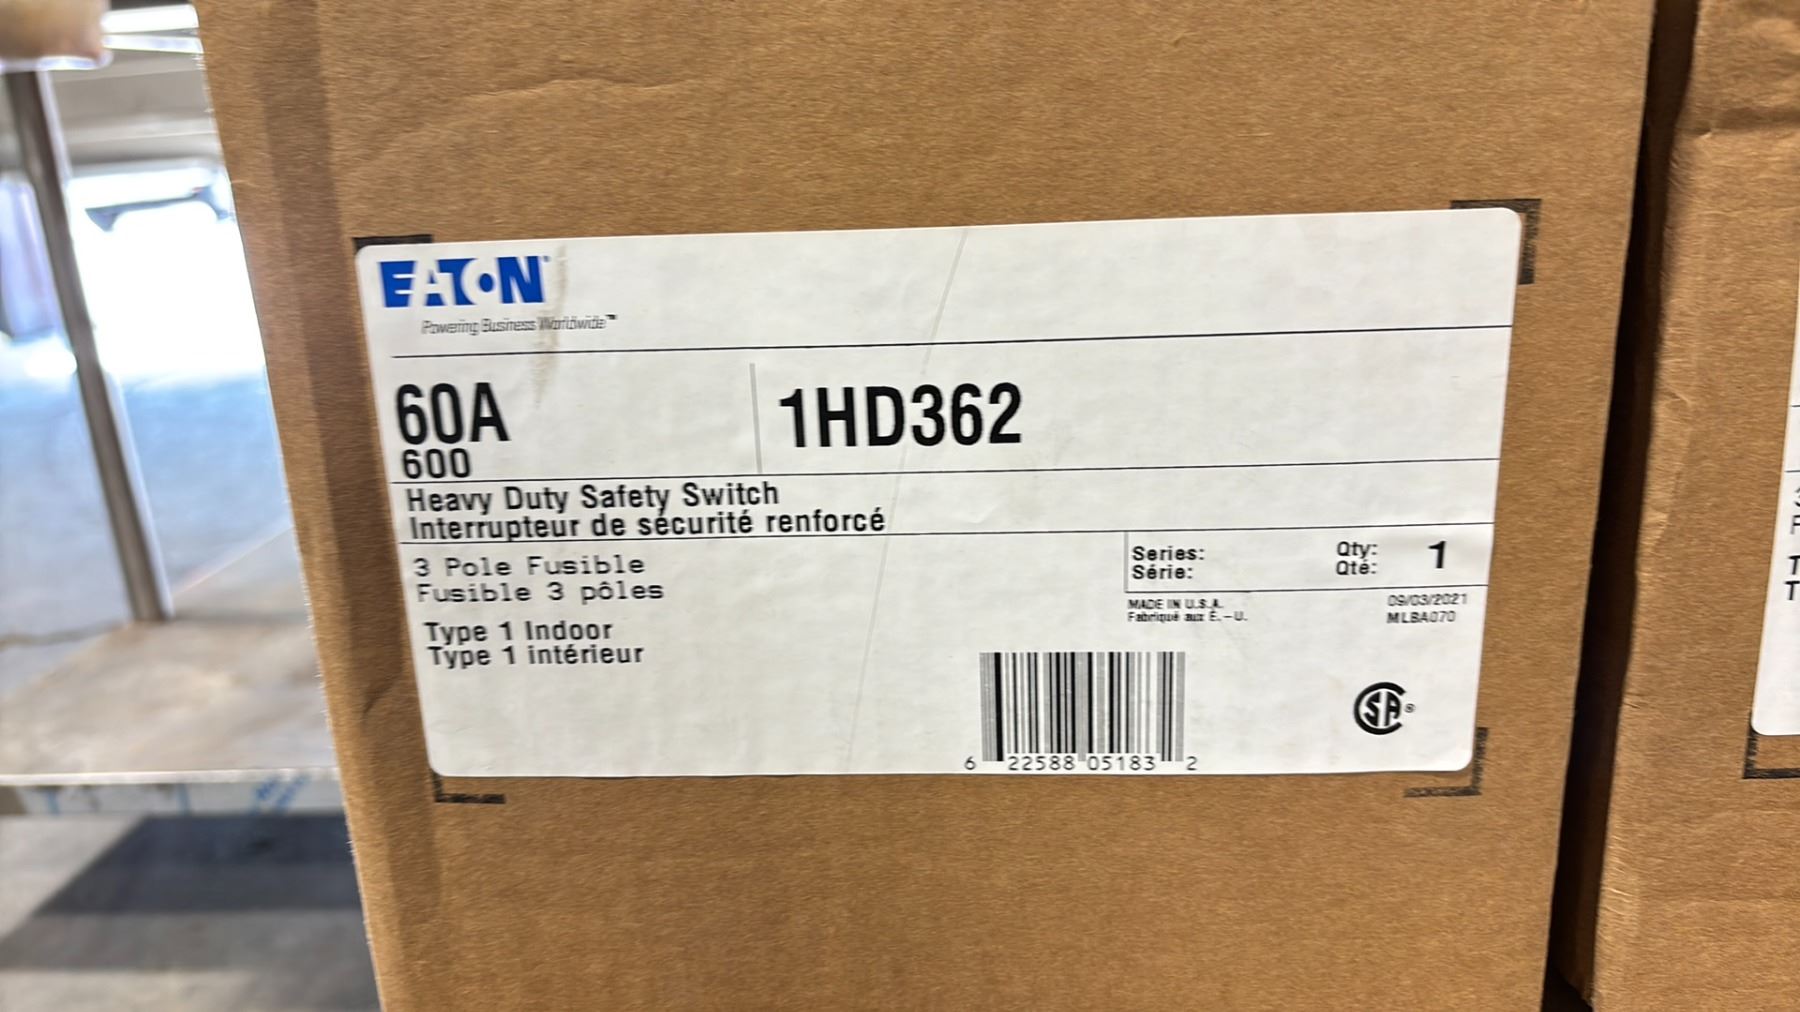 EATON
Powering Business Worldwide™
60A
600
1HD362
Heavy Duty Safety Switch
Interrupteur de sécurité renforcé
3 Pole Fusible
Fusible 3 pôles
Type 1 Indoor
Type 1 intérieur
Series:
Série:
Qty:
Qté:
1
MADE IN U.S.A.
Fabriqué aux É.-U.
09/03/2021
MLBA070
6 22588 05183 2
SA®